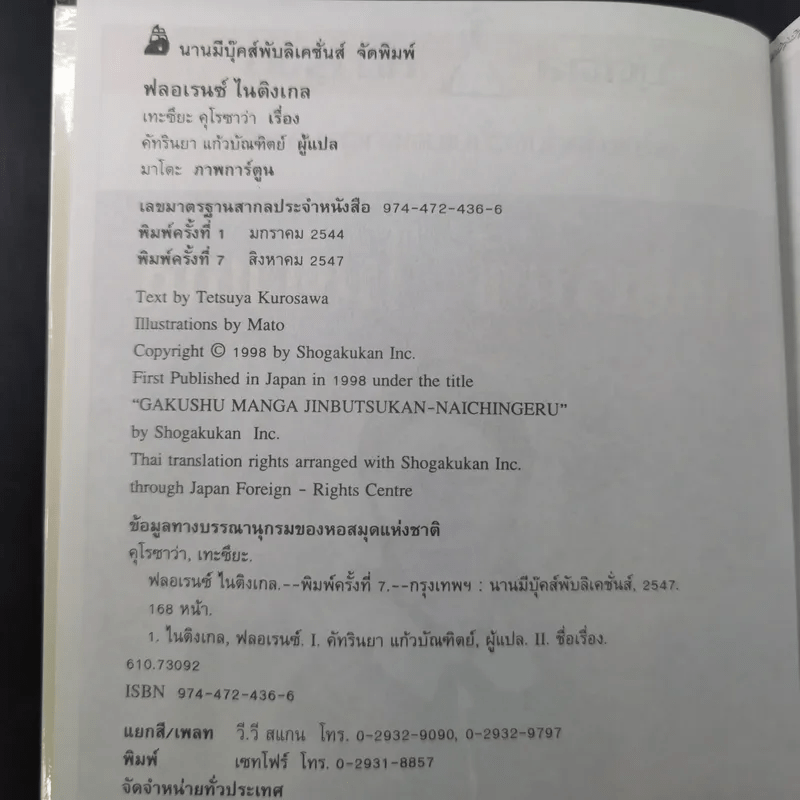 นานมีบุ๊คส์พับลิเคชั่นส์ จัดพิมพ์
ฟลอเรนซ์ ไนติงเกล
เทะซึยะ คุโรซาว่า เรื่อง
คัทรินยา แก้วบัณฑิตย์ ผู้แปล
มาโตะ ภาพการ์ตูน
เลขมาตรฐานสากลประจำหนังสือ 974-472-436-6
พิมพ์ครั้งที่ 1 มกราคม 2544
พิมพ์ครั้งที่ 7 สิงหาคม 2547
Text by Tetsuya Kurosawa
Illustrations by Mato
Copyright © 1998 by Shogakukan Inc.
First Published in Japan in 1998 under the title
“GAKUSHU MANGA JINBUTSUKAN-NAICHINGERU”
by Shogakukan Inc.
Thai translation rights arranged with Shogakukan Inc.
through Japan Foreign - Rights Centre
ข้อมูลทางบรรณานุกรมของหอสมุดแห่งชาติ
คุโรซาว่า, เทะซึยะ.
ฟลอเรนซ์ ไนติงเกล.--พิมพ์ครั้งที่ 7.--กรุงเทพฯ : นานมีบุ๊คส์พับลิเคชั่นส์, 2547.
168 หน้า.
1. ไนติงเกล, ฟลอเรนซ์. I. คัทรินยา แก้วบัณฑิตย์, ผู้แปล. II. ชื่อเรื่อง.
610.73092
ISBN 974-472-436-6
แยกสี/เพลท วี.วี สแกน โทร. 0-2932-9090, 0-2932-9797
พิมพ์ เซทโฟร์ โทร. 0-2931-8857
จัดจำหน่ายทั่วประเทศ